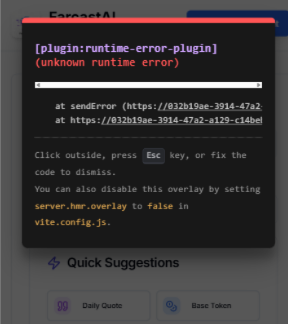 FarcastAI
[plugin:runtime-error-plugin]
(unknown runtime error)
at sendError (https://032b19ae-3914-47a2
at https://032b19ae-3914-47a2-a129-c14be
Click outside, press Esc key, or fix the
code to dismiss.
You can also disable this overlay by setting
server.hmr.overlay to false in
vite.config.js.
Quick Suggestions
Daily Quote
Base Token